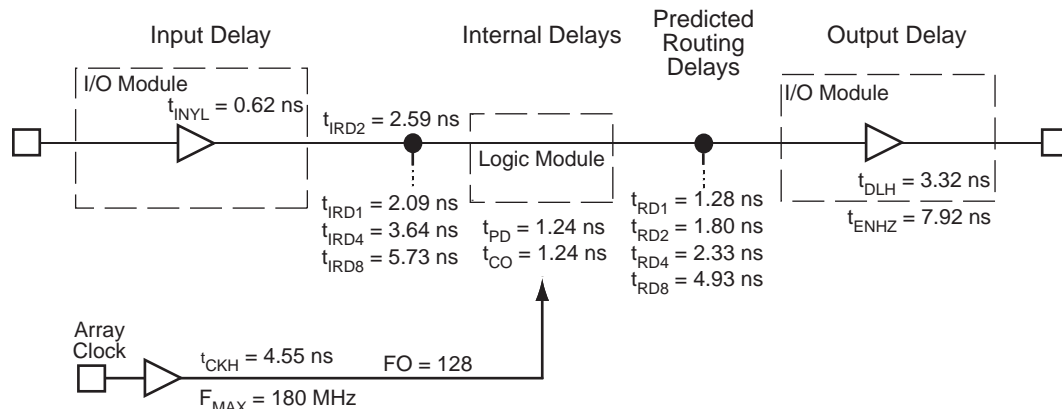 Input Delay
Internal Delays
Predicted
Routing
Delays
Output Delay
I/O Module
tINYL = 0.62 ns
tIRD2 = 2.59 ns
Logic Module
I/O Module
tDLH = 3.32 ns
tENHZ = 7.92 ns
tIRD1 = 2.09 ns
tIRD4 = 3.64 ns
tIRD8 = 5.73 ns
tPD = 1.24 ns
tCO = 1.24 ns
tRD1 = 1.28 ns
tRD2 = 1.80 ns
tRD4 = 2.33 ns
tRD8 = 4.93 ns
Array
Clock
tCKH = 4.55 ns
FO = 128
FMAX = 180 MHz